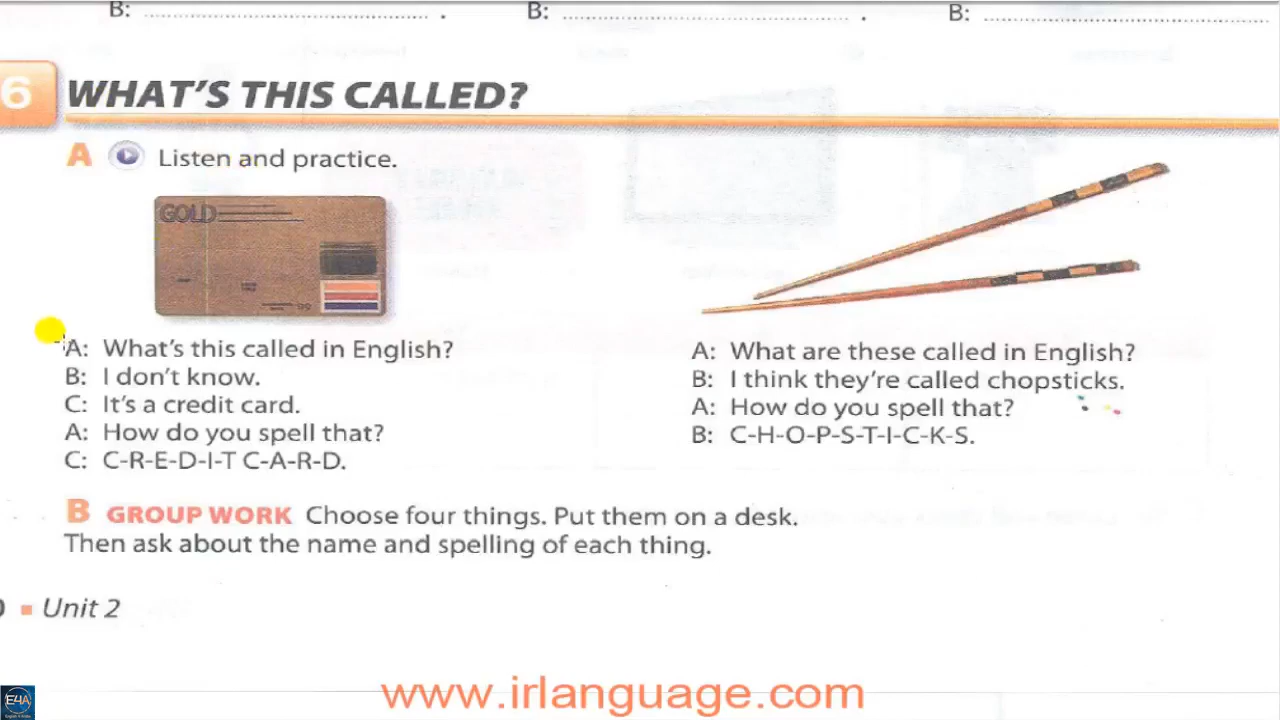 B: .
B: .
B:
6 WHAT'S THIS CALLED?
A Listen and practice.
GOLD
A: What's this called in English?
B: I don't know.
C: It's a credit card.
A: How do you spell that?
C: C-R-E-D-I-T C-A-R-D.
A: What are these called in English?
B: I think they're called chopsticks.
A: How do you spell that?
B: C-H-O-P-S-T-I-C-K-S.
B GROUP WORK Choose four things. Put them on a desk.
Then ask about the name and spelling of each thing.
Unit 2
www.irlanguage.com
E4A